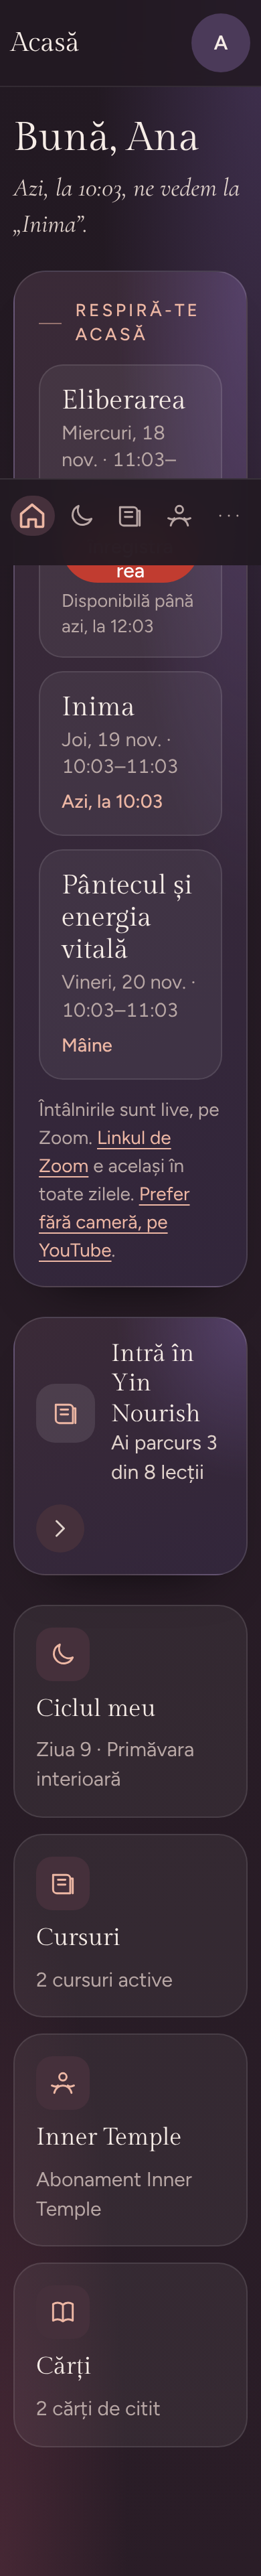 Acasă
A
Bună, Ana
Azi, la 10:03, ne vedem la
„Inima”.
RESPIRĂ-TE
ACASĂ
Eliberarea
Miercuri, 18
nov. · 11:03–
rea
Disponibilă până
azi, la 12:03
Inima
Joi, 19 nov. ·
10:03–11:03
Azi, la 10:03
Pântecul și
energia
vitală
Vineri, 20 nov. ·
10:03–11:03
Mâine
Întâlnirile sunt live, pe
Zoom. Linkul de
Zoom e același în
toate zilele. Prefer
fără cameră, pe
YouTube.
Intră în
Yin
Nourish
Ai parcurs 3
din 8 lecții
Ciclul meu
Ziua 9 · Primăvara
interioară
Cursuri
2 cursuri active
Inner Temple
Abonament Inner
Temple
Cărți
2 cărți de citit